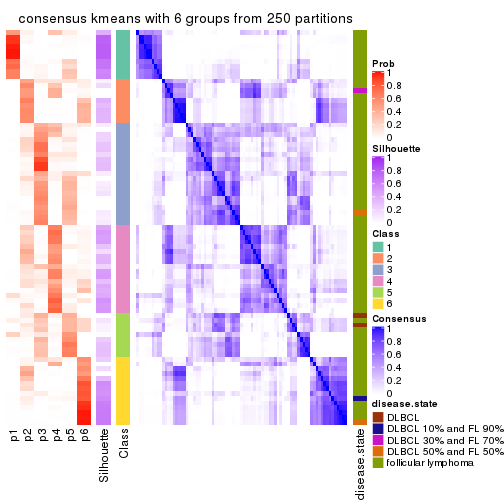 consensus kmeans with 6 groups from 250 partitions
Prob
1
0.8
0.6
0.4
0.2
0
Silhouette
1
0.8
0.6
0.4
0.2
0
Class
1
2
3
4
5
6
Consensus
1
0.8
0.6
0.4
0.2
0
disease.state
DLBCL
DLBCL 10% and FL 90%
DLBCL 30% and FL 70%
DLBCL 50% and FL 50%
follicular lymphoma
p1
p2
p3
p4
p5
p6
Silhouette
Class
disease.state